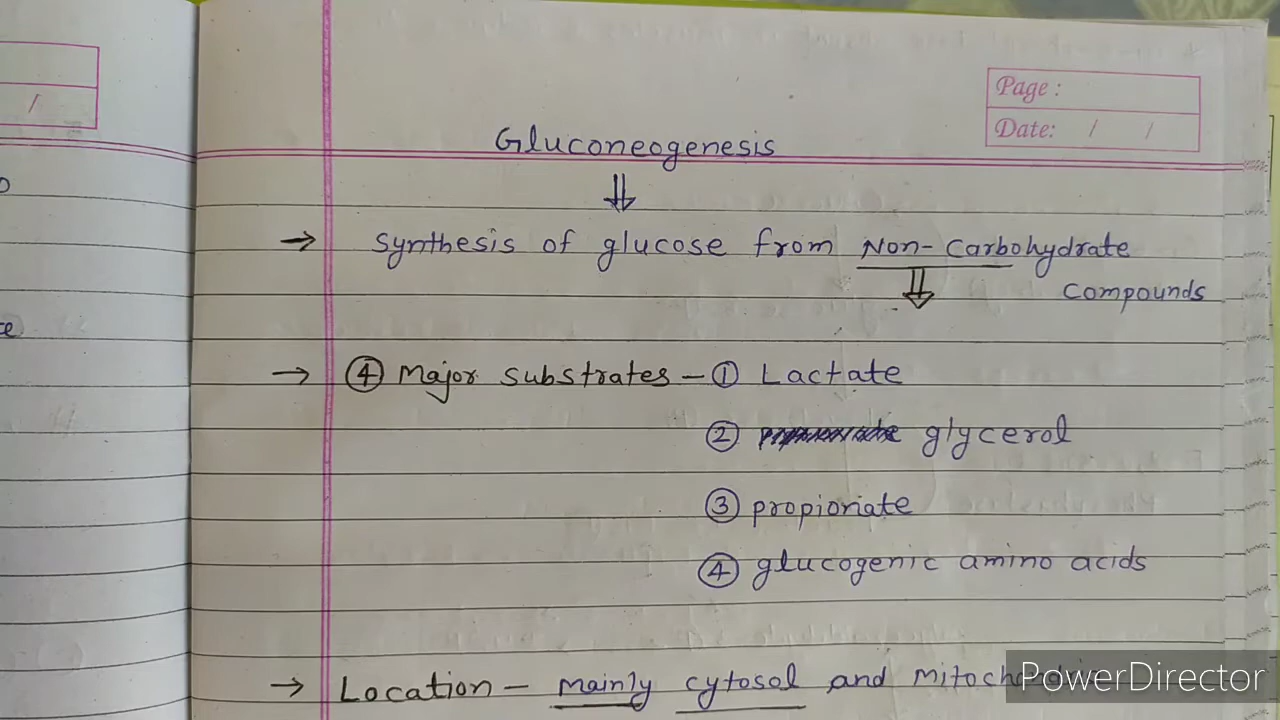 Page :
Date: / /
/
Gluconeogenesis
⇓
→ Synthesis of glucose from Non-Carbohydrate
⇓ compounds
→ ④ Major substrates - ① Lactate
② glycerol
③ propionate
④ glucogenic amino acids
→ Location - mainly cytosol and
PowerDirector